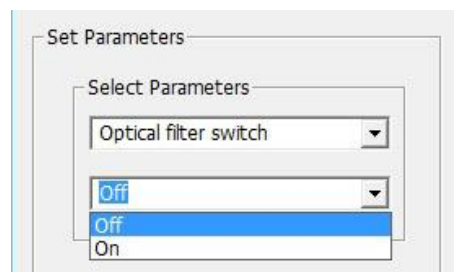 Set Parameters
Select Parameters
Optical filter switch
Off
Off
On